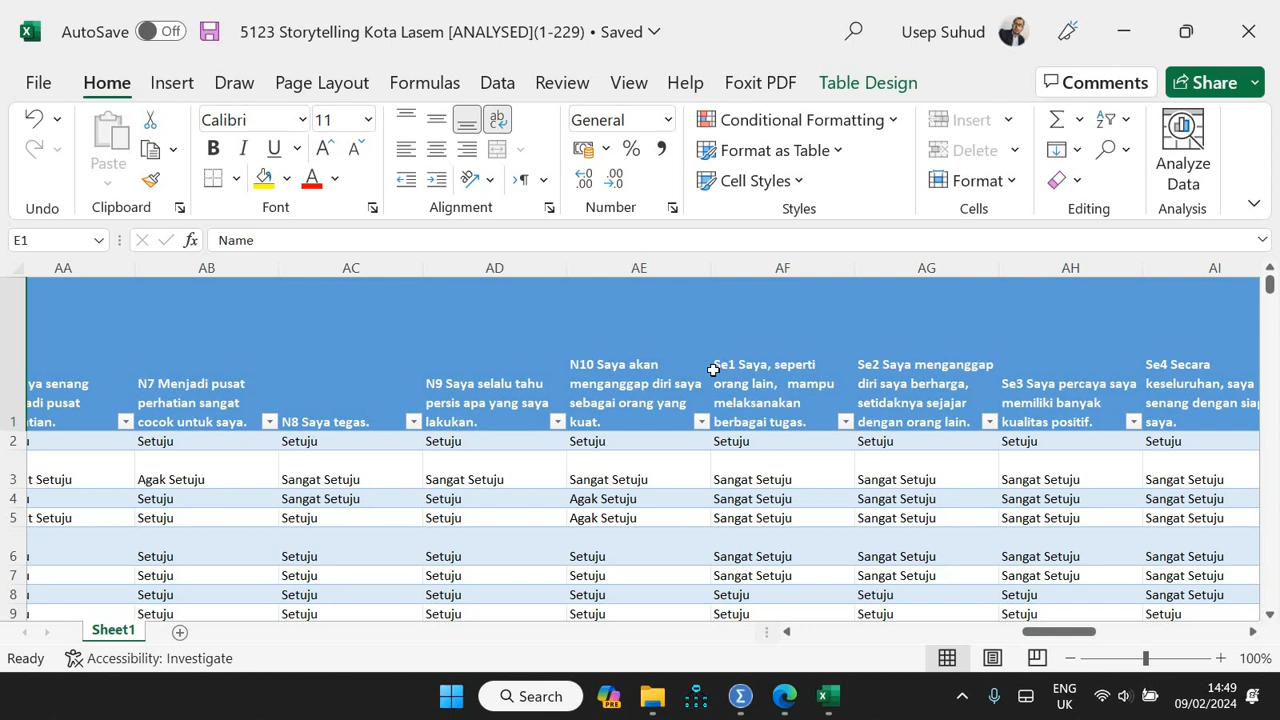 AutoSave Off 5123 Storytelling Kota Lasem [ANALYSED](1-229) • Saved Usep Suhud
File Home Insert Draw Page Layout Formulas Data Review View Help Foxit PDF Table Design Comments Share
Calibri 11 General Conditional Formatting Insert
Paste Format as Table Delete Analyze
Data
Cell Styles Format
Undo Clipboard Font Alignment Number Styles Cells Editing Analysis
E1 Name
AA AB AC AD AE AF AG AH AI
N10 Saya akan Se1 Saya, seperti Se2 Saya menganggap Se4 Secara
ya senang N7 Menjadi pusat N9 Saya selalu tahu menganggap diri saya orang lain, mampu diri saya berharga, Se3 Saya percaya saya keseluruhan, saya
adi pusat perhatian sangat persis apa yang saya sebagai orang yang melaksanakan setidaknya sejajar memiliki banyak senang dengan siap
1 tian. cocok untuk saya. N8 Saya tegas. lakukan. kuat. berbagai tugas. dengan orang lain. kualitas positif. saya.
2 Setuju Setuju Setuju Setuju Setuju Setuju Setuju Setuju
3 t Setuju Agak Setuju Sangat Setuju Sangat Setuju Sangat Setuju Sangat Setuju Sangat Setuju Sangat Setuju Sangat Setuju
4 Setuju Sangat Setuju Setuju Agak Setuju Sangat Setuju Sangat Setuju Sangat Setuju Sangat Setuju
5 t Setuju Setuju Setuju Setuju Agak Setuju Sangat Setuju Sangat Setuju Sangat Setuju Sangat Setuju
6 Setuju Setuju Setuju Setuju Sangat Setuju Sangat Setuju Sangat Setuju Sangat Setuju
7 Setuju Setuju Setuju Setuju Sangat Setuju Sangat Setuju Sangat Setuju Sangat Setuju
8 Setuju Setuju Setuju Setuju Setuju Sangat Setuju Setuju Setuju
9 Setuju Setuju Setuju Setuju Setuju Setuju Setuju Setuju
Sheet1
Ready Accessibility: Investigate 100%
Search PRE ENG 14:49
UK 09/02/2024